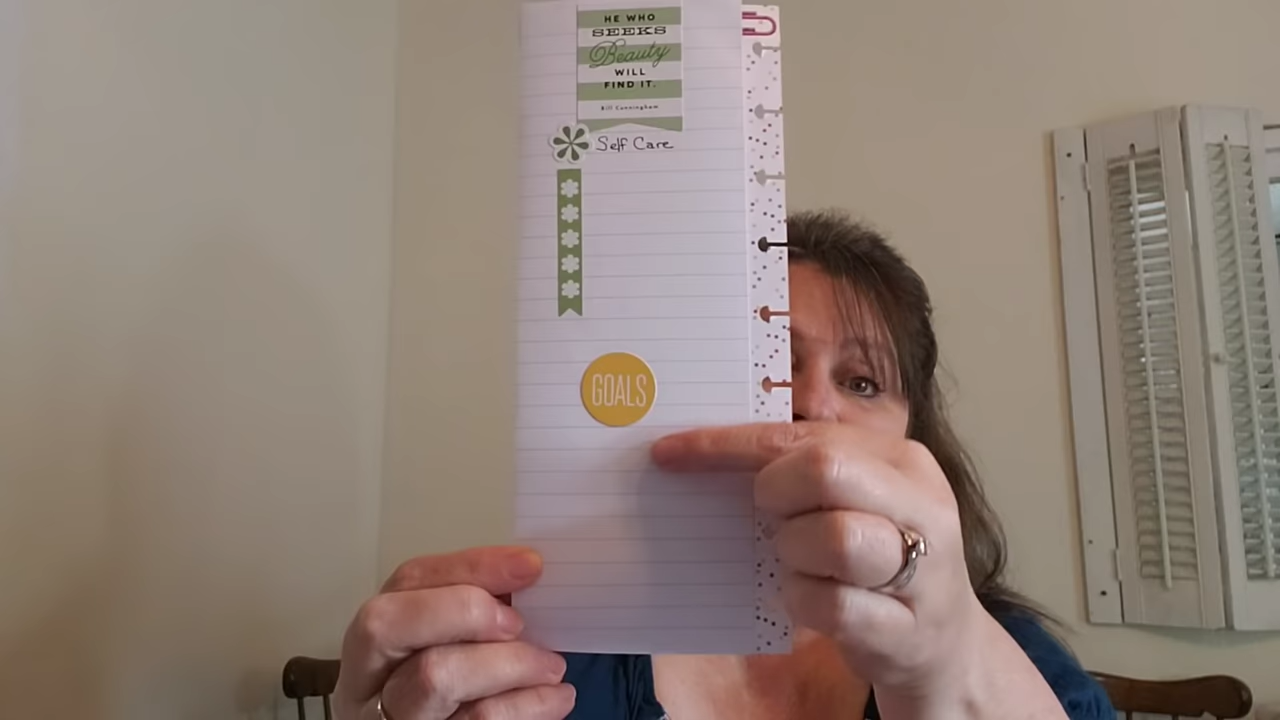 HE WHO
SEEKS
Beauty
WILL
FIND IT.
Bill Cunningham
Self Care
GOALS